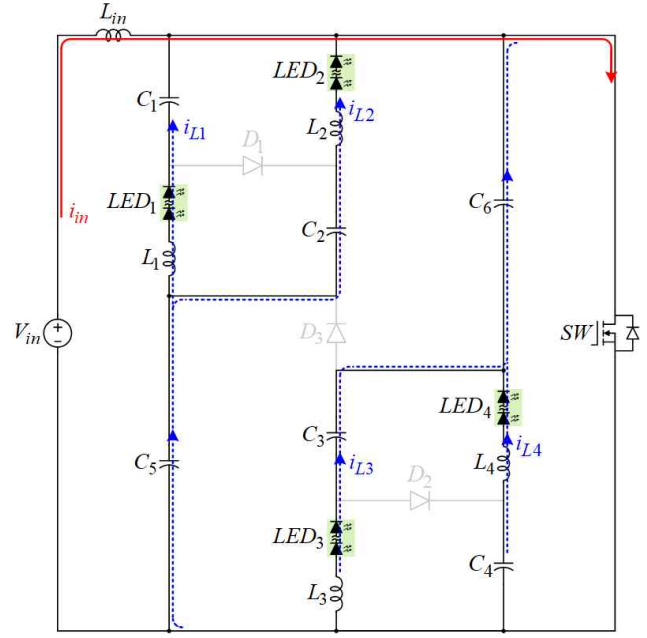 L_in
LED_2
C_1
i_L1
i_L2
L_2
D_1
LED_1
C_6
i_in
C_2
L_1
V_in
D_3
SW
LED_4
C_3
C_5
i_L3
L_4
i_L4
D_2
LED_3
C_4
L_3